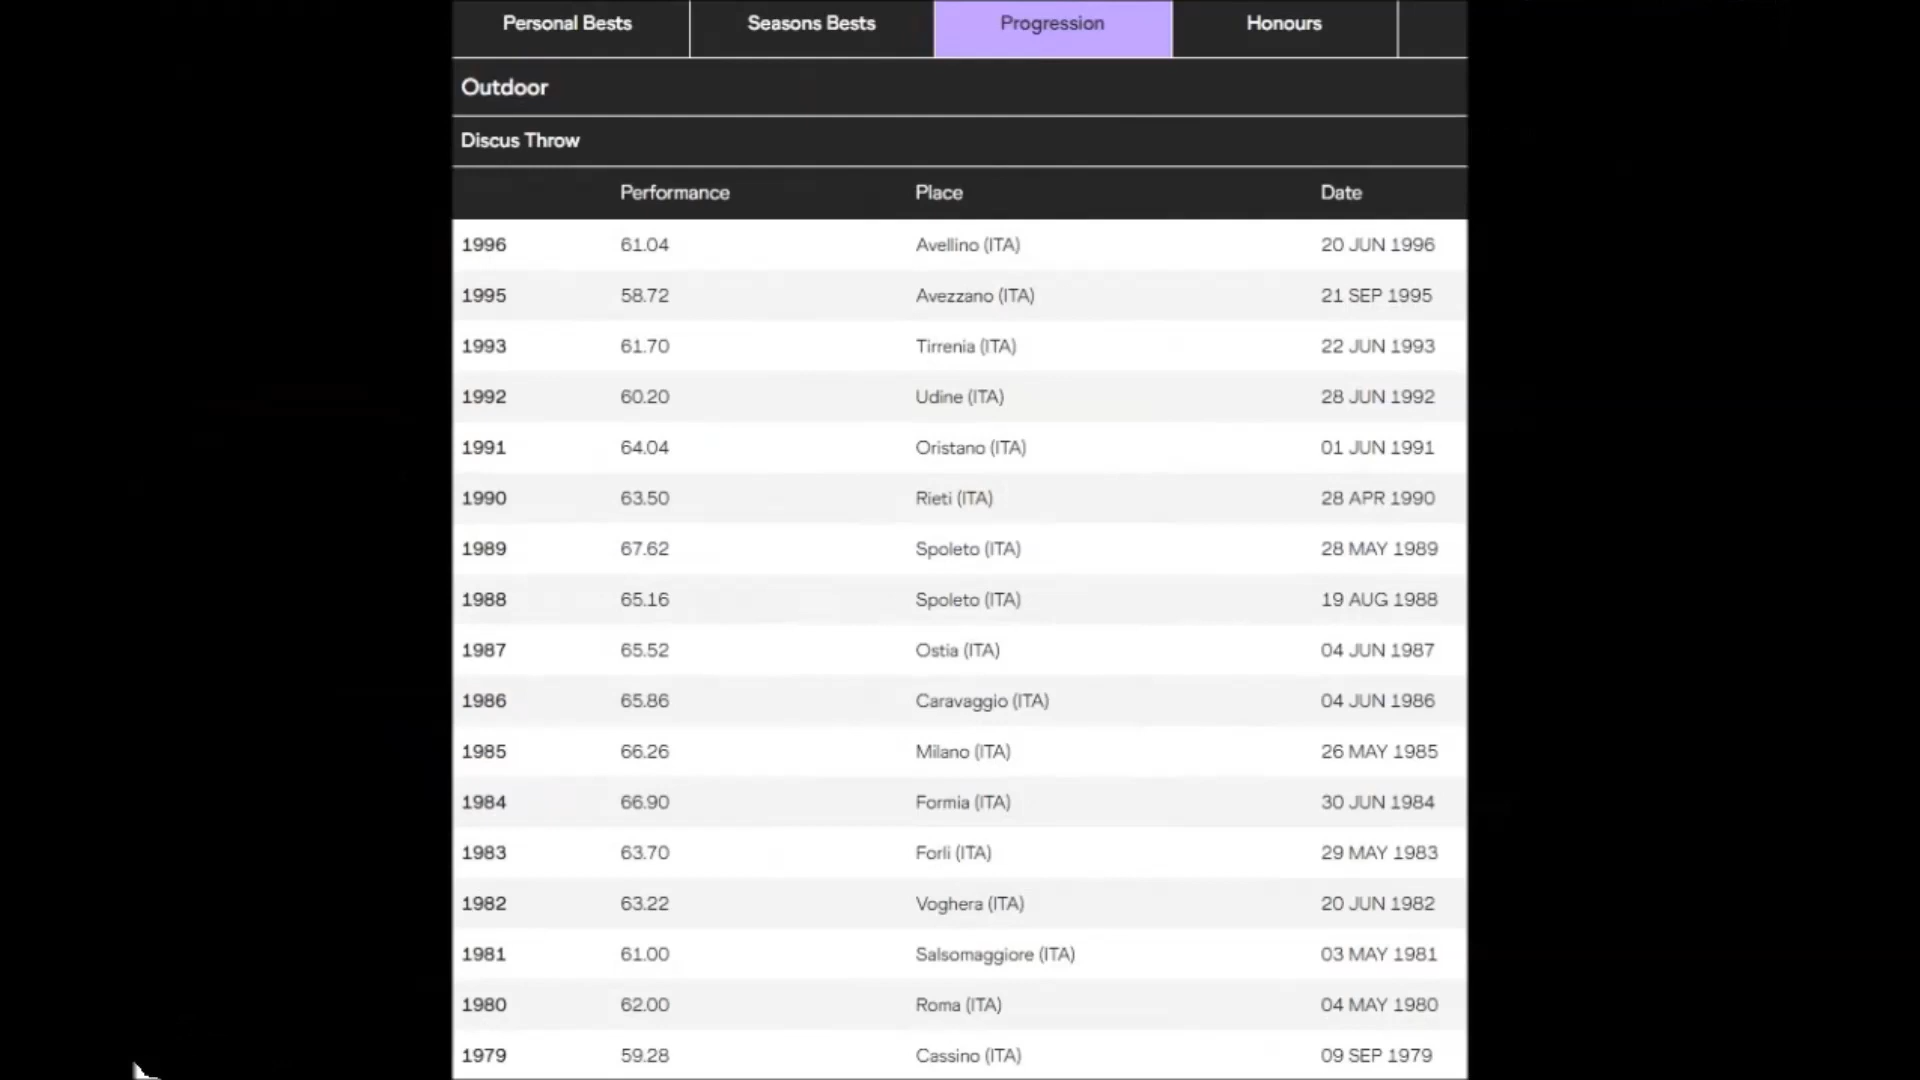 Personal Bests Seasons Bests Progression Honours
Outdoor
Discus Throw
Performance Place Date
1996 61.04 Avellino (ITA) 20 JUN 1996
1995 58.72 Avezzano (ITA) 21 SEP 1995
1993 61.70 Tirrenia (ITA) 22 JUN 1993
1992 60.20 Udine (ITA) 28 JUN 1992
1991 64.04 Oristano (ITA) 01 JUN 1991
1990 63.50 Rieti (ITA) 28 APR 1990
1989 67.62 Spoleto (ITA) 28 MAY 1989
1988 65.16 Spoleto (ITA) 19 AUG 1988
1987 65.52 Ostia (ITA) 04 JUN 1987
1986 65.86 Caravaggio (ITA) 04 JUN 1986
1985 66.26 Milano (ITA) 26 MAY 1985
1984 66.90 Formia (ITA) 30 JUN 1984
1983 63.70 Forli (ITA) 29 MAY 1983
1982 63.22 Voghera (ITA) 20 JUN 1982
1981 61.00 Salsomaggiore (ITA) 03 MAY 1981
1980 62.00 Roma (ITA) 04 MAY 1980
1979 59.28 Cassino (ITA) 09 SEP 1979